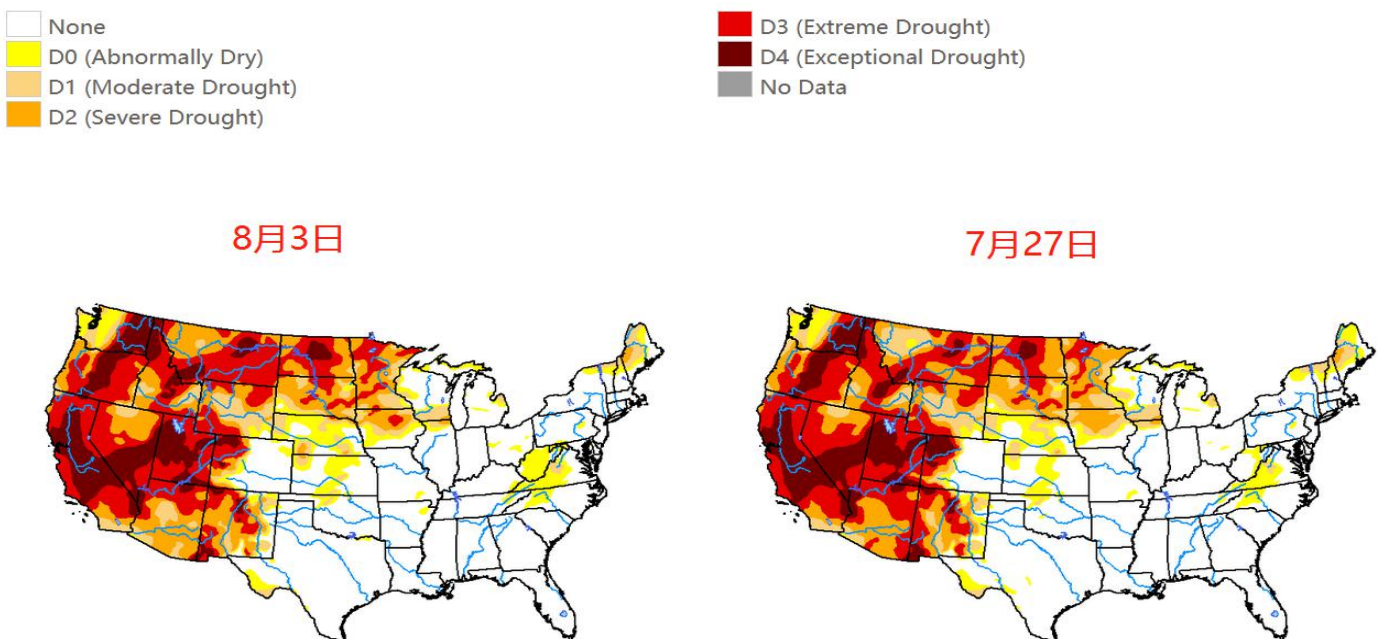 None
D0 (Abnormally Dry)
D1 (Moderate Drought)
D2 (Severe Drought)
D3 (Extreme Drought)
D4 (Exceptional Drought)
No Data
8月3日
7月27日